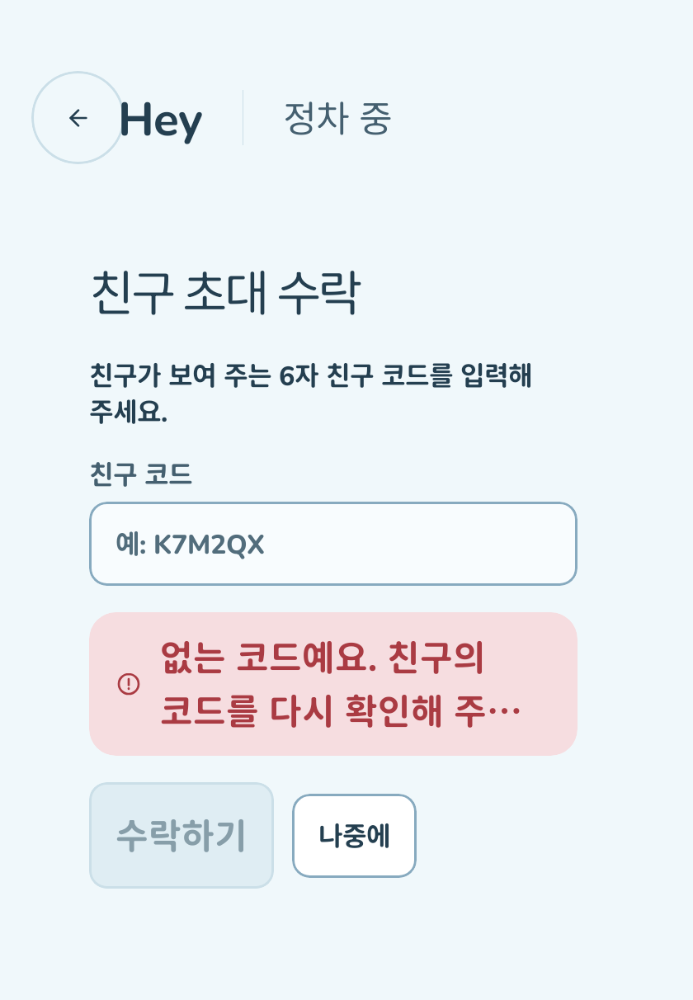 Hey
정차 중
친구 초대 수락
친구가 보여 주는 6자 친구 코드를 입력해
주세요.
친구 코드
예: K7M2QX
없는 코드예요. 친구의
코드를 다시 확인해 주…
수락하기
나중에